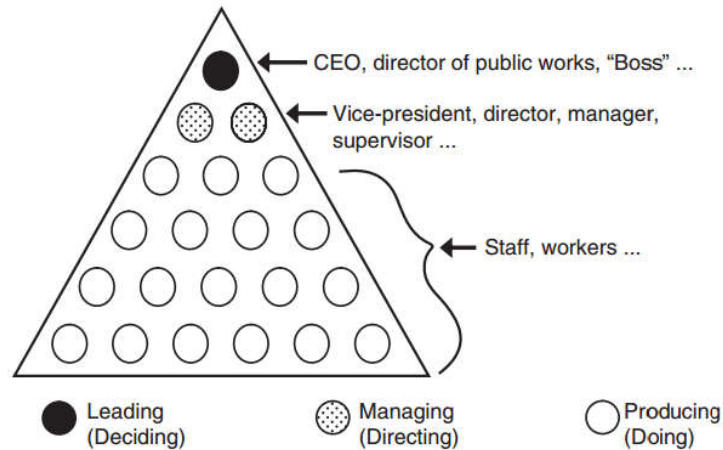 CEO, director of public works, “Boss” ...
Vice-president, director, manager,
supervisor ...
Staff, workers ...
Leading
(Deciding)
Managing
(Directing)
Producing
(Doing)